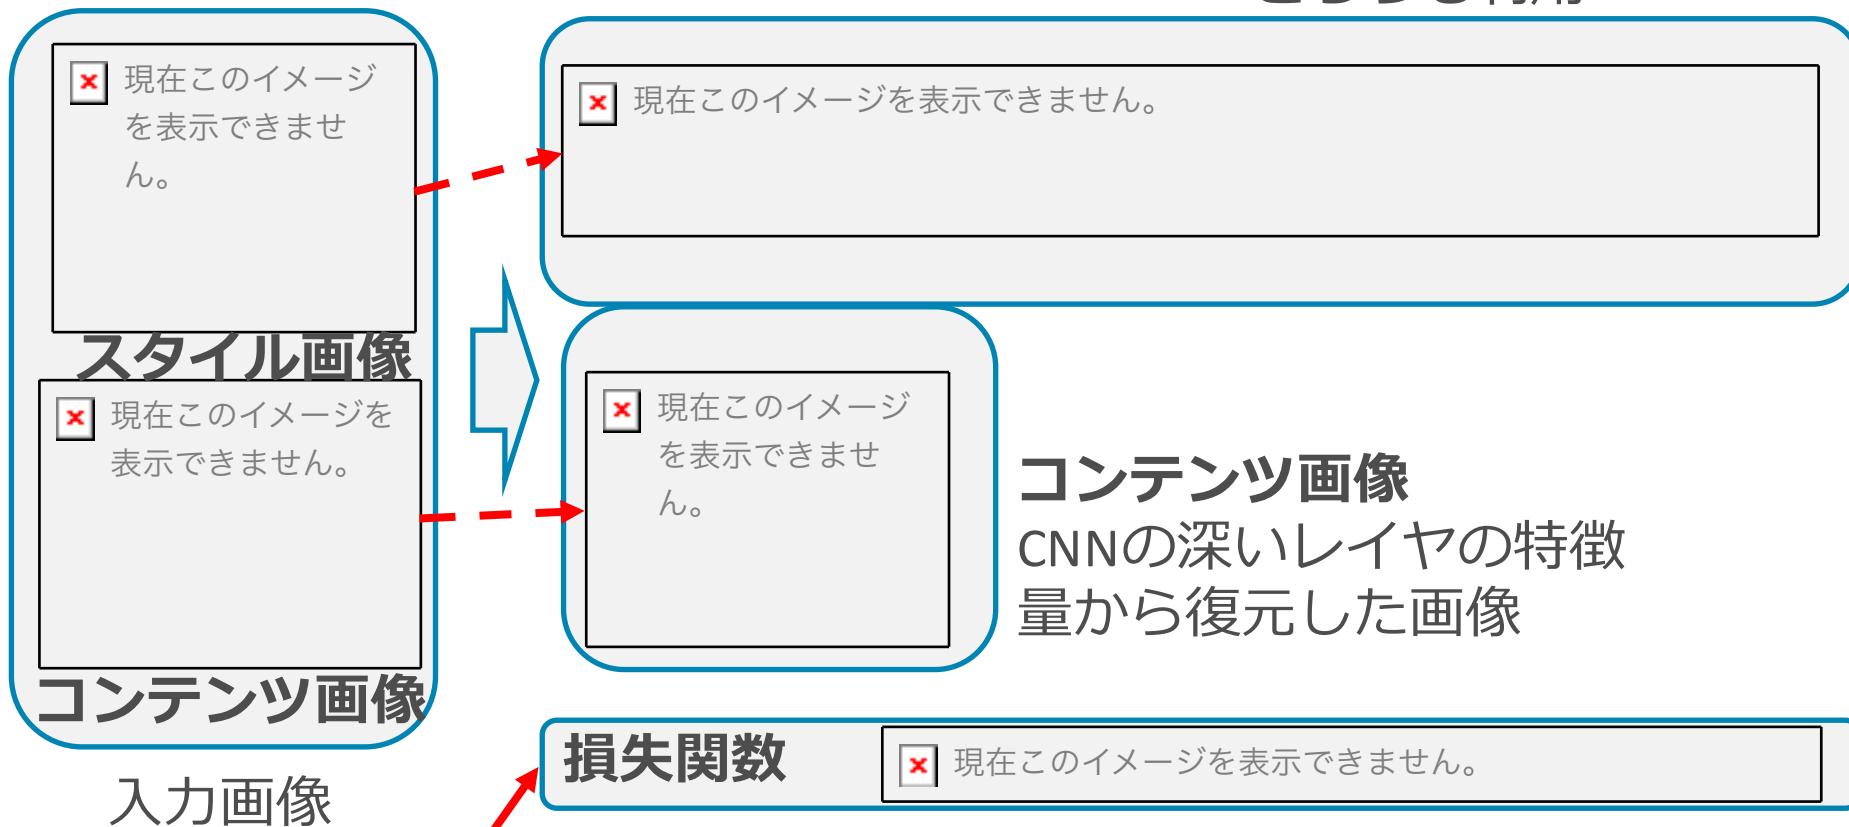 現在このイメージ
を表示できませ
ん。
スタイル画像
現在このイメージを
表示できません。
コンテンツ画像
入力画像
現在このイメージを表示できません。
現在このイメージ
を表示できませ
ん。
コンテンツ画像
CNNの深いレイヤの特徴
量から復元した画像
損失関数
現在このイメージを表示できません。